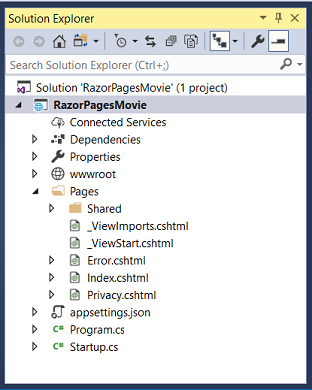 Solution Explorer
Search Solution Explorer (Ctrl+;)
Solution 'RazorPagesMovie' (1 project)
RazorPagesMovie
Connected Services
Dependencies
Properties
wwwroot
Pages
Shared
_ViewImports.cshtml
_ViewStart.cshtml
Error.cshtml
Index.cshtml
Privacy.cshtml
appsettings.json
C# Program.cs
C# Startup.cs